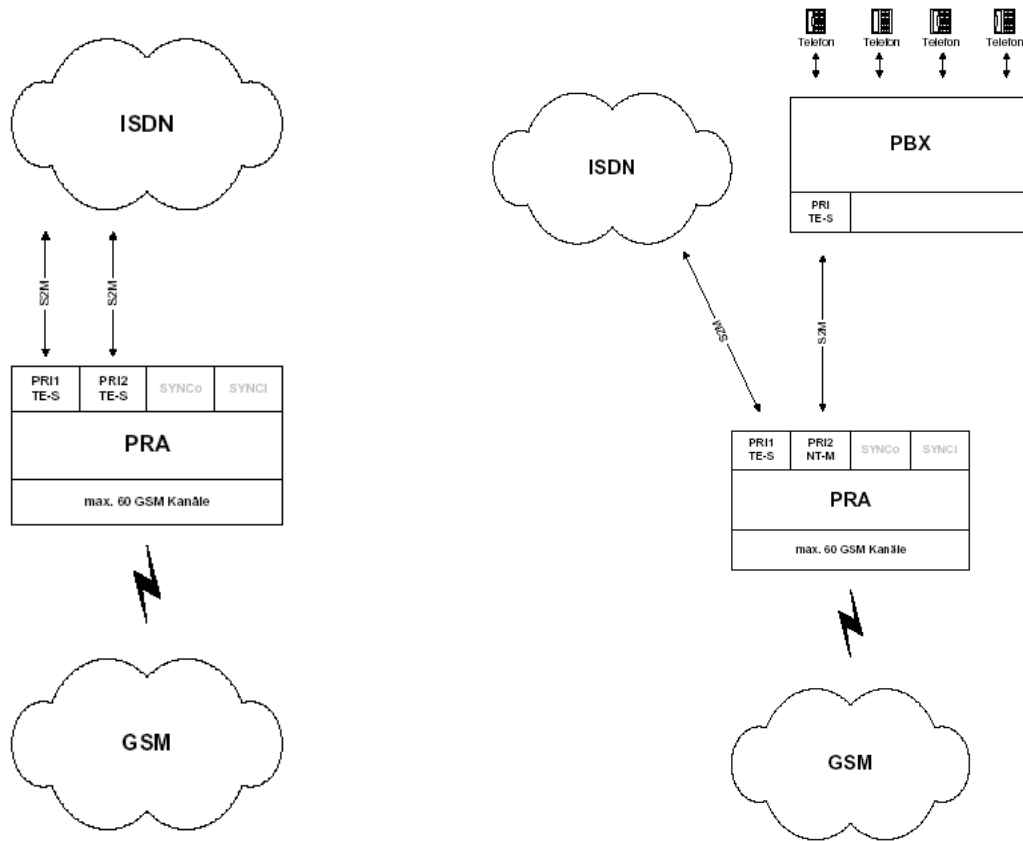 ISDN
S2M
S2M
PRI1
TE-S
PRI2
TE-S
SYNCo
SYNCI
PRA
max. 60 GSM Kanäle
GSM
Telefon
Telefon
Telefon
Telefon
PBX
PRI
TE-S
ISDN
S2M
S2M
PRI1
TE-S
PRI2
NT-M
SYNCo
SYNCI
PRA
max. 60 GSM Kanäle
GSM